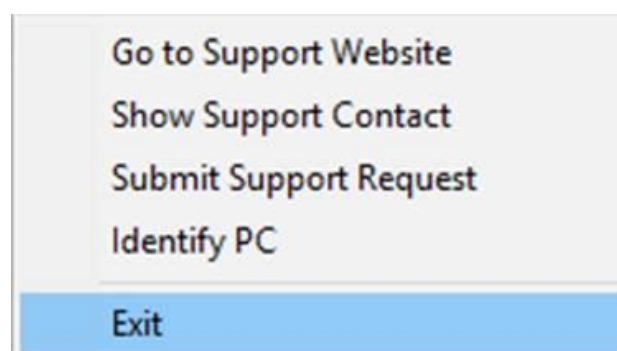 Go to Support Website
Show Support Contact
Submit Support Request
Identify PC
Exit